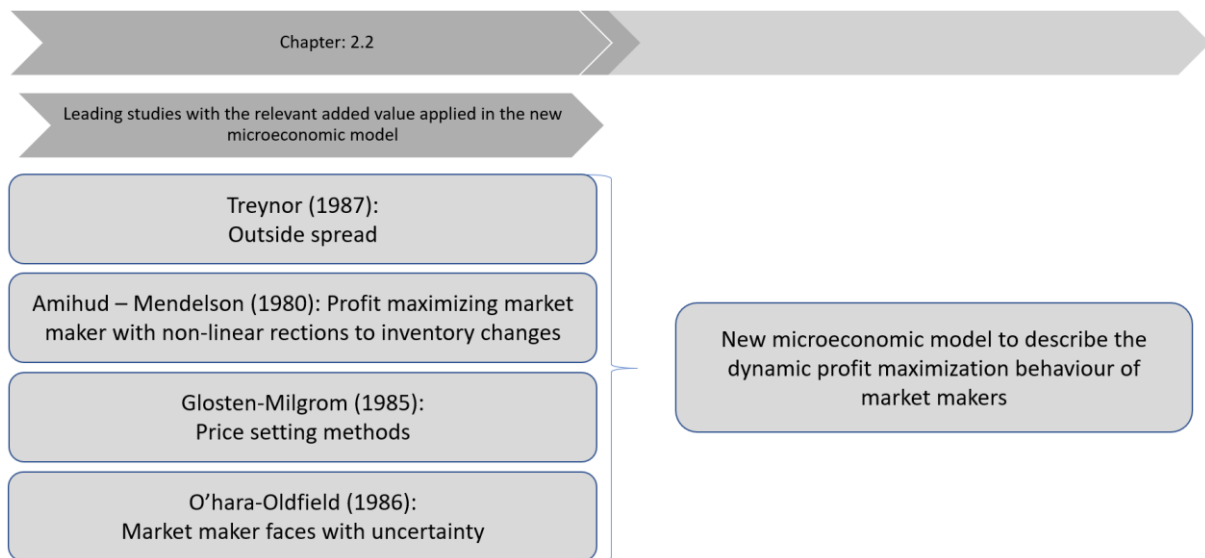 Chapter: 2.2
Leading studies with the relevant added value applied in the new
microeconomic model
Treynor (1987):
Outside spread
Amihud – Mendelson (1980): Profit maximizing market
maker with non-linear rections to inventory changes
Glosten-Milgrom (1985):
Price setting methods
O’hara-Oldfield (1986):
Market maker faces with uncertainty
New microeconomic model to describe the
dynamic profit maximization behaviour of
market makers